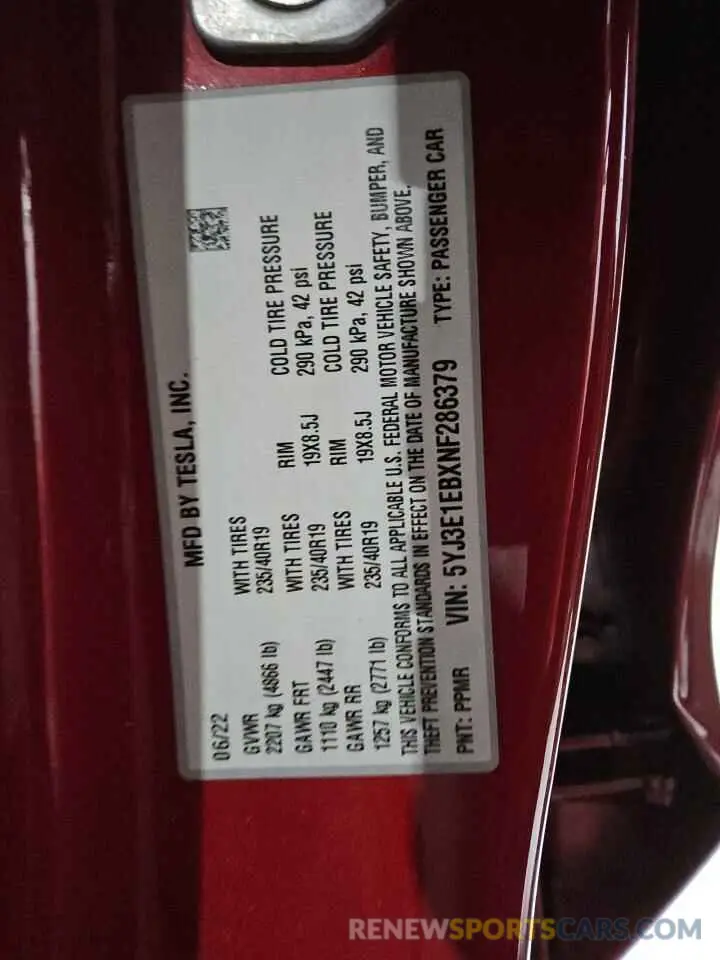 MFD BY TESLA, INC.
06/22
GVWR WITH TIRES RIM COLD TIRE PRESSURE
2207 kg (4866 lb) 235/40R19 19X8.5J 290 kPa, 42 psi
GAWR FRT WITH TIRES RIM COLD TIRE PRESSURE
1110 kg (2447 lb) 235/40R19 19X8.5J 290 kPa, 42 psi
GAWR RR WITH TIRES
1257 kg (2771 lb) 235/40R19
THIS VEHICLE CONFORMS TO ALL APPLICABLE U.S. FEDERAL MOTOR VEHICLE SAFETY, BUMPER, AND
THEFT PREVENTION STANDARDS IN EFFECT ON THE DATE OF MANUFACTURE SHOWN ABOVE.
PNT: PPMR VIN: 5YJ3E1EBXNF286379 TYPE: PASSENGER CAR
RENEWSPORTSCARS.COM